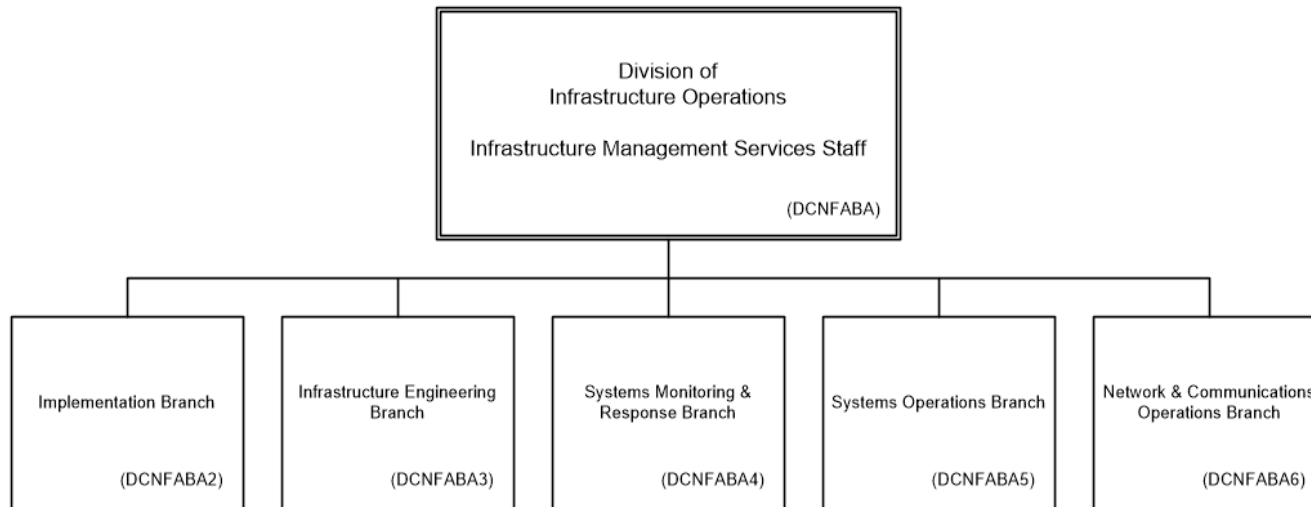 Division of
Infrastructure Operations
Infrastructure Management Services Staff
(DCNFABA)
Implementation Branch
(DCNFABA2)
Infrastructure Engineering
Branch
(DCNFABA3)
Systems Monitoring &
Response Branch
(DCNFABA4)
Systems Operations Branch
(DCNFABA5)
Network & Communications
Operations Branch
(DCNFABA6)